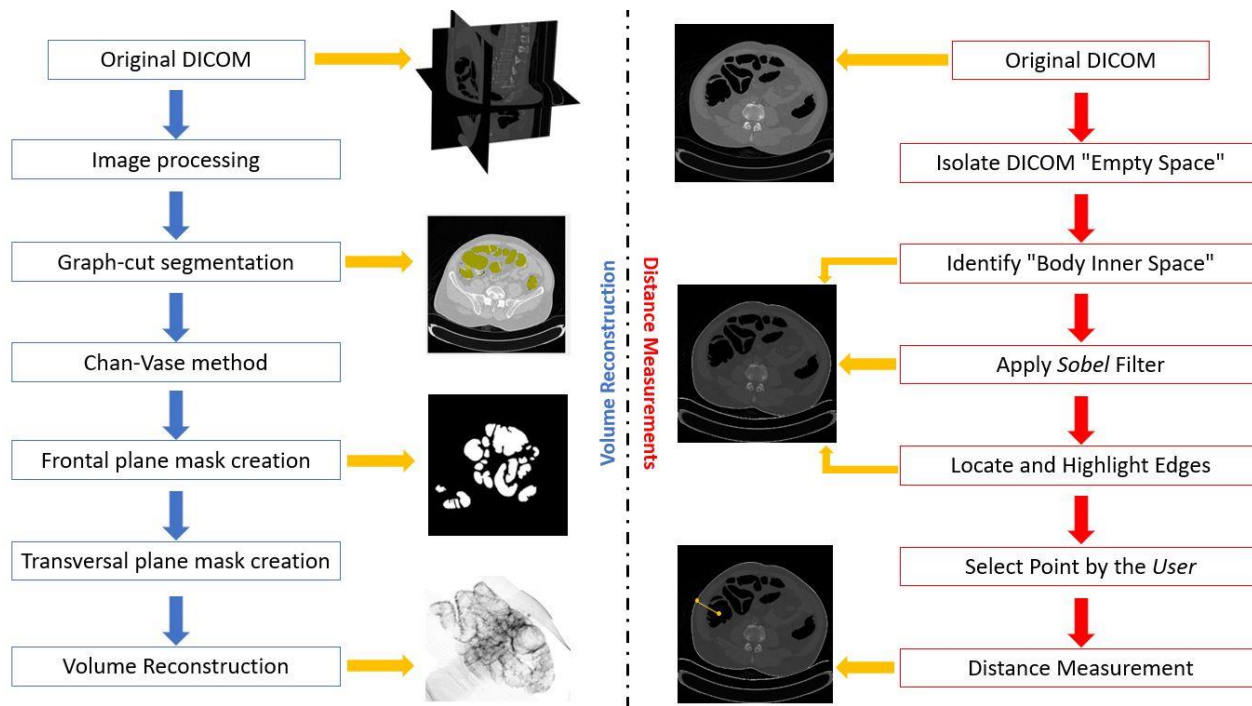 Original DICOM
Image processing
Graph-cut segmentation
Chan-Vase method
Frontal plane mask creation
Transversal plane mask creation
Volume Reconstruction
Volume Reconstruction
Distance Measurements
Original DICOM
Isolate DICOM "Empty Space"
Identify "Body Inner Space"
Apply Sobel Filter
Locate and Highlight Edges
Select Point by the User
Distance Measurement